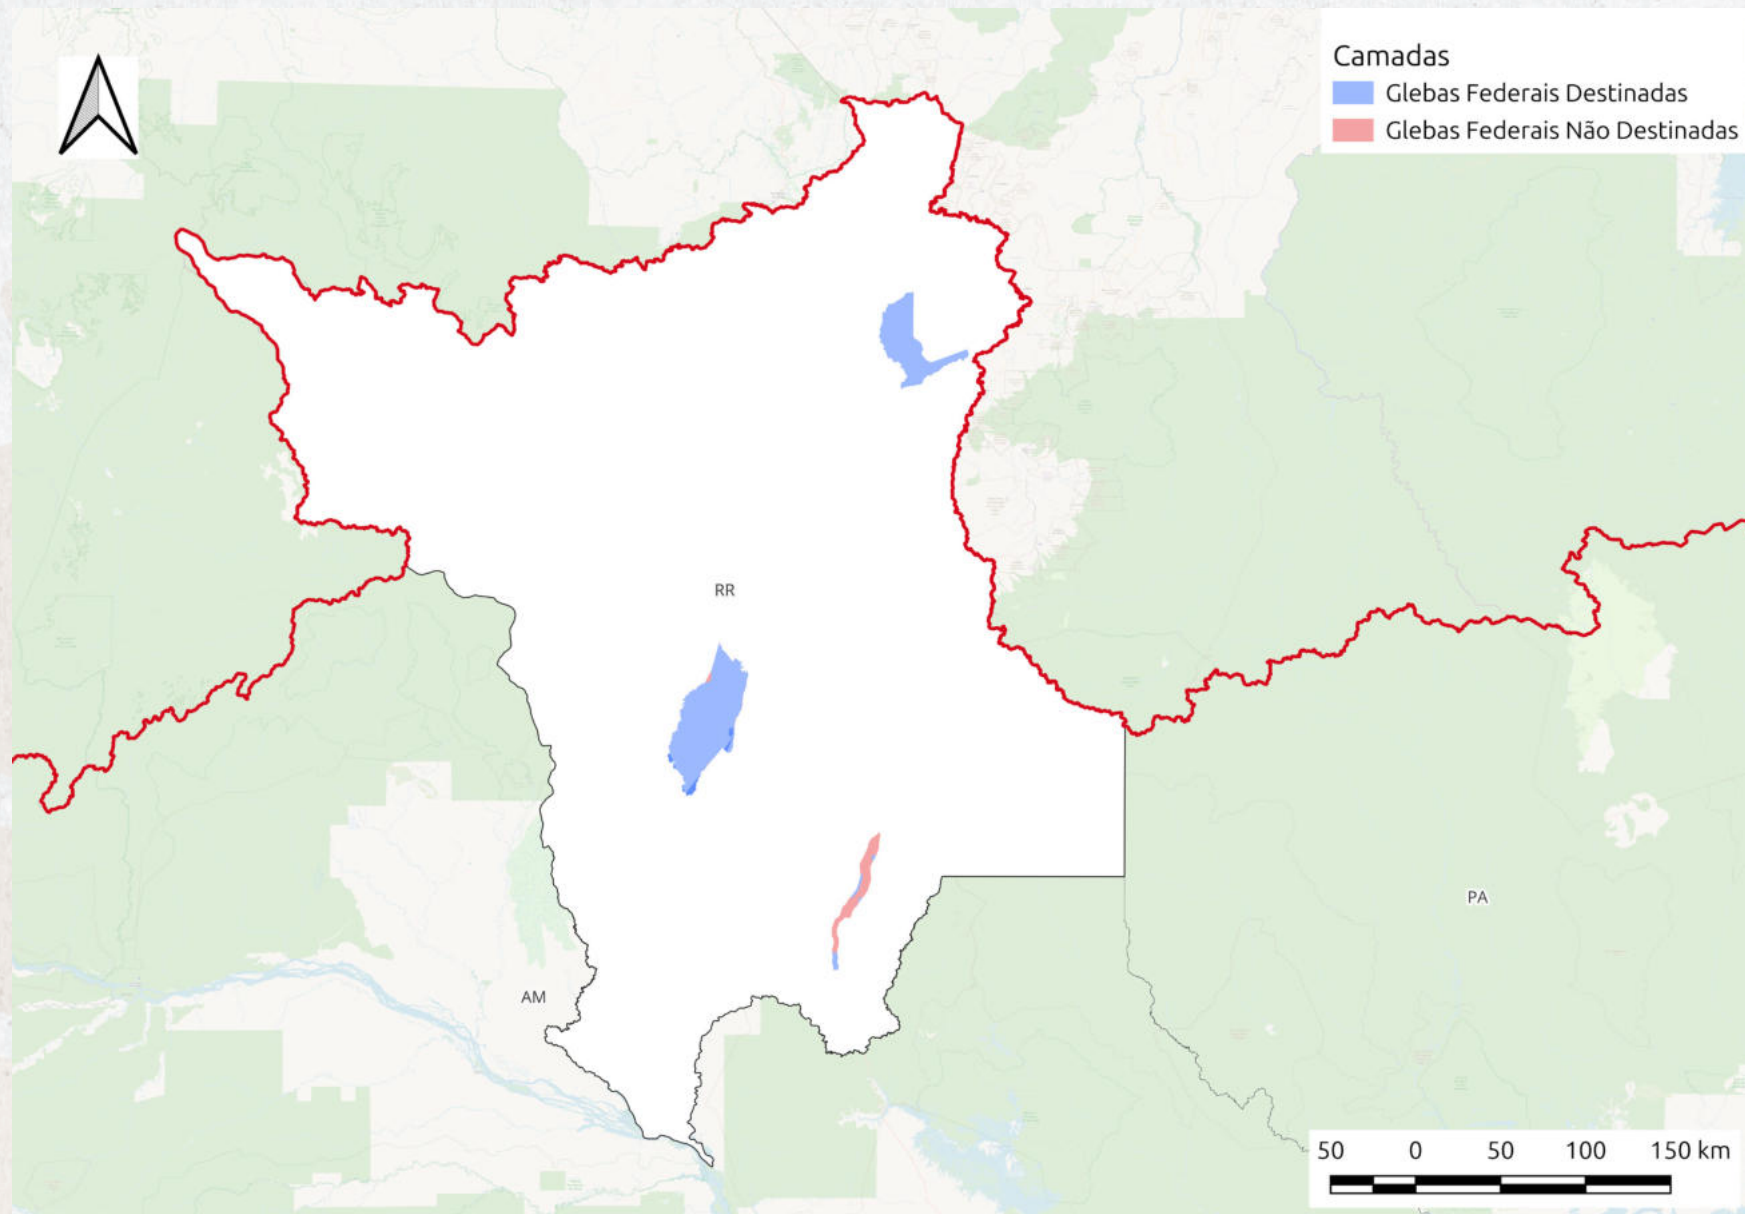 Camadas
Glebas Federais Destinadas
Glebas Federais Não Destinadas
RR
PA
AM
50 0 50 100 150 km